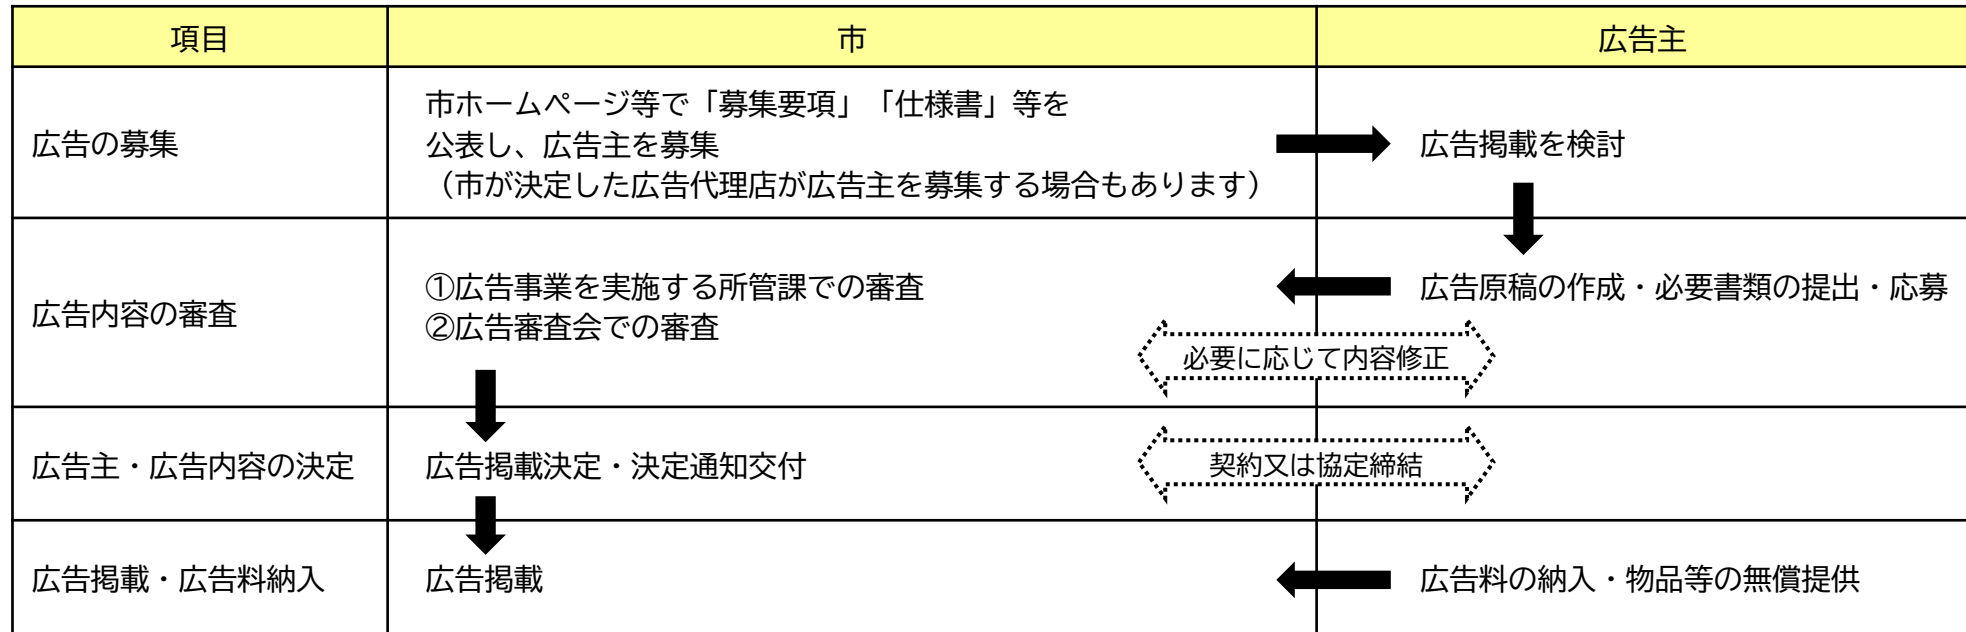 項目
市
広告主
広告の募集
市ホームページ等で「募集要項」「仕様書」等を
公表し、広告主を募集
（市が決定した広告代理店が広告主を募集する場合もあります）
広告掲載を検討
広告内容の審査
①広告事業を実施する所管課での審査
②広告審査会での審査
広告原稿の作成・必要書類の提出・応募
必要に応じて内容修正
広告主・広告内容の決定
広告掲載決定・決定通知交付
契約又は協定締結
広告掲載・広告料納入
広告掲載
広告料の納入・物品等の無償提供